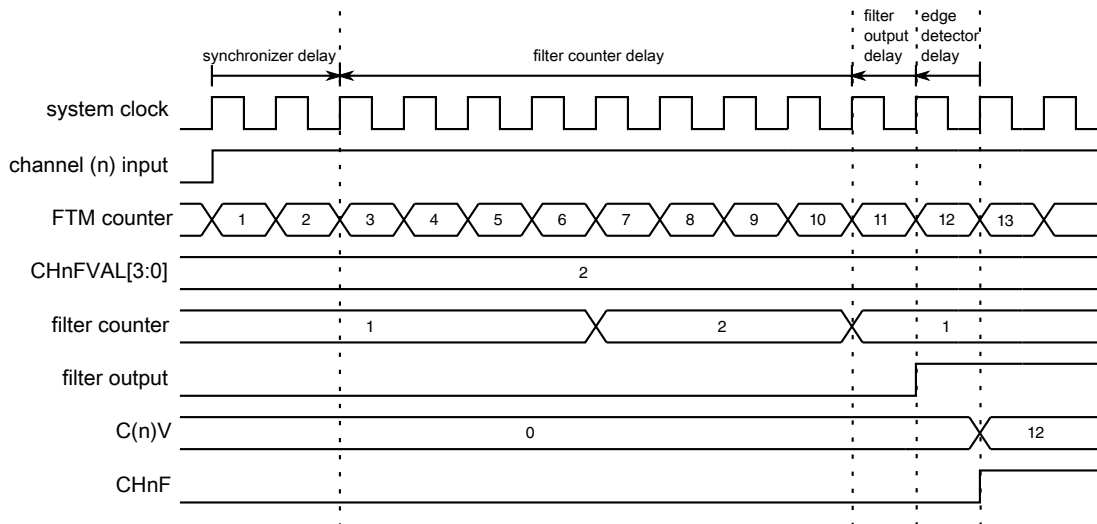 synchronizer delay
filter counter delay
filter
output
delay
edge
detector
delay
system clock
channel (n) input
FTM counter
1 2 3 4 5 6 7 8 9 10 11 12 13
CHnFVAL[3:0]
2
filter counter
1 2 1
filter output
C(n)V
0 12
CHnF